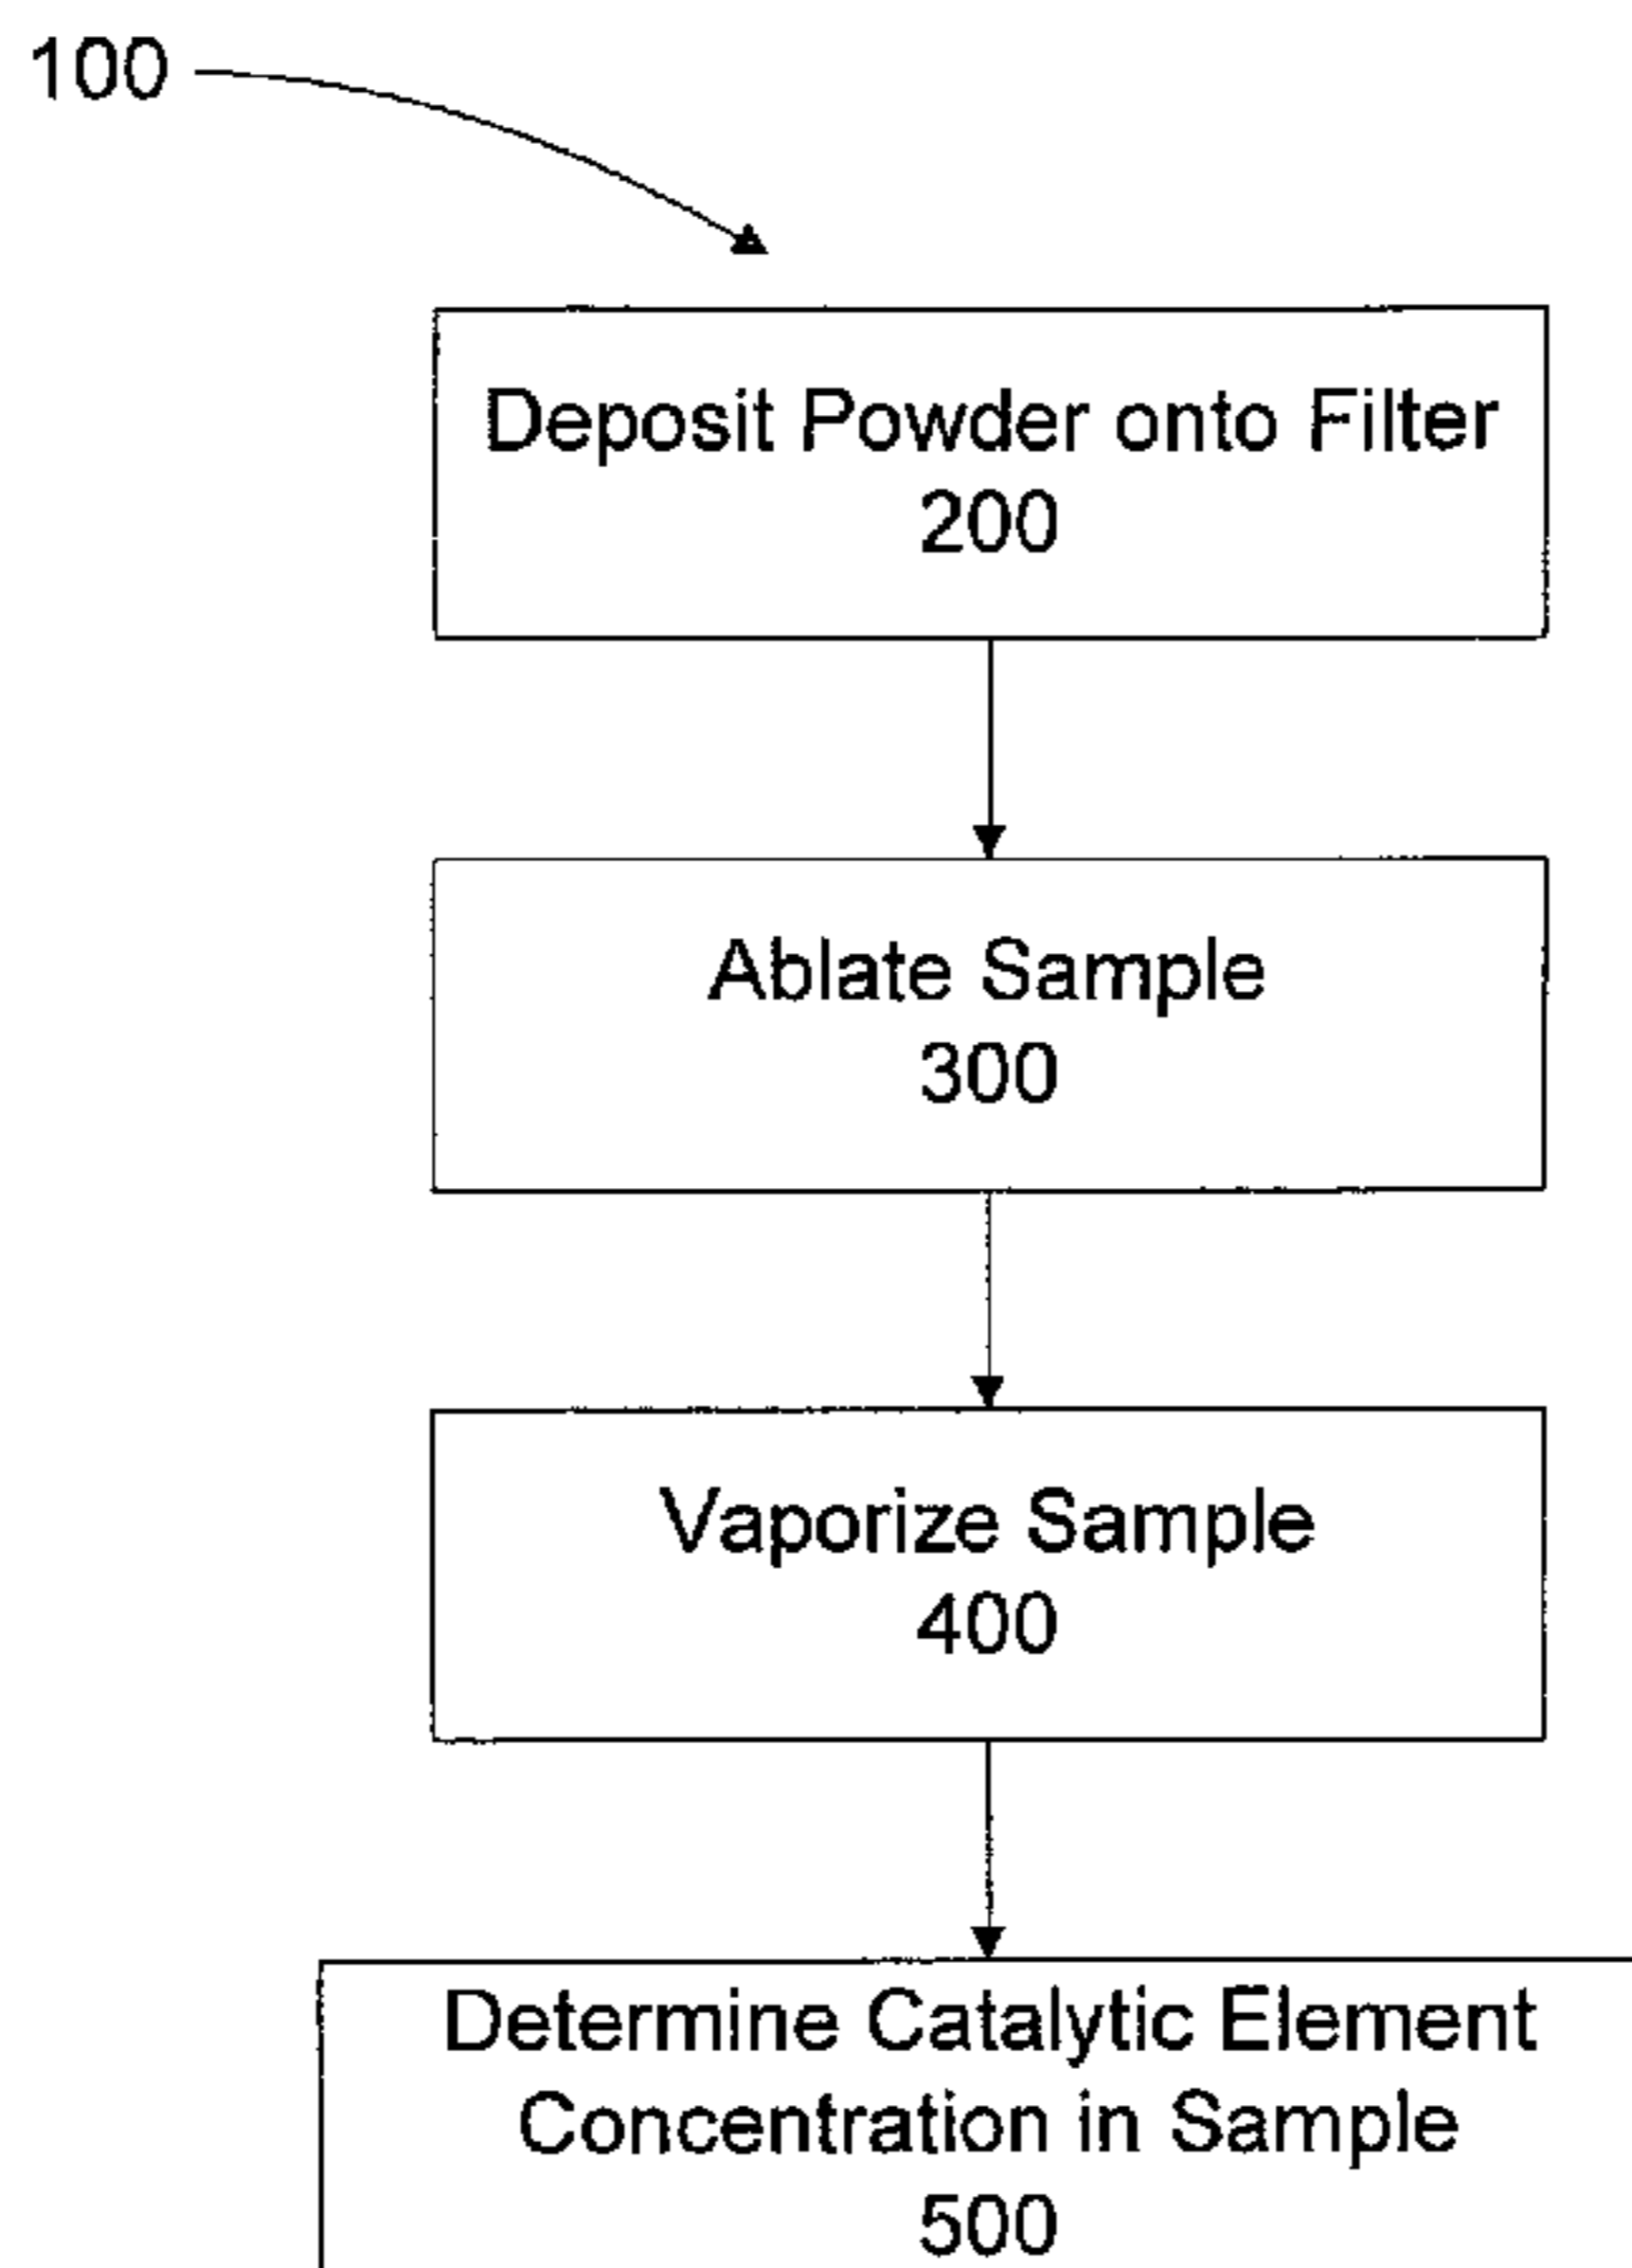 100
Deposit Powder onto Filter
200
Ablate Sample
300
Vaporize Sample
400
Determine Catalytic Element
Concentration in Sample
500